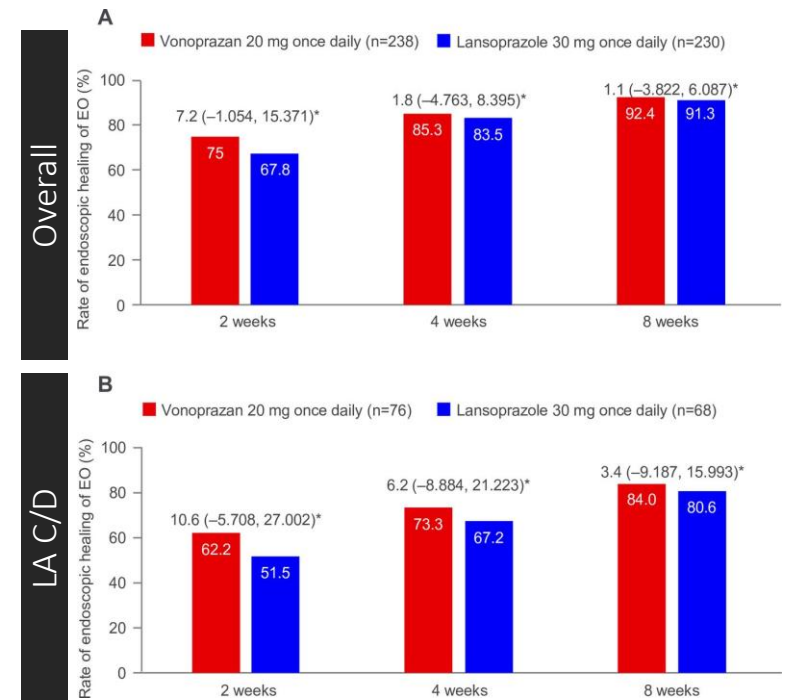 A
Vonoprazan 20 mg once daily (n=238) Lansoprazole 30 mg once daily (n=230)
Overall
Rate of endoscopic healing of EO (%)
100
80
60
40
20
0
7.2 (–1.054, 15.371)*
1.8 (–4.763, 8.395)*
1.1 (–3.822, 6.087)*
75
67.8
85.3
83.5
92.4
91.3
2 weeks 4 weeks 8 weeks
B
Vonoprazan 20 mg once daily (n=76) Lansoprazole 30 mg once daily (n=68)
LA C/D
Rate of endoscopic healing of EO (%)
100
80
60
40
20
0
10.6 (–5.708, 27.002)*
6.2 (–8.884, 21.223)*
3.4 (–9.187, 15.993)*
62.2
51.5
73.3
67.2
84.0
80.6
2 weeks 4 weeks 8 weeks